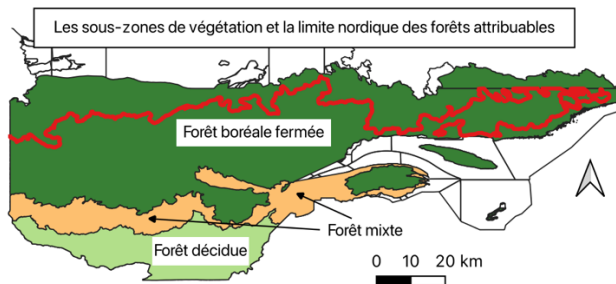 Les sous-zones de végétation et la limite nordique des forêts attribuables
Forêt boréale fermée
Forêt mixte
Forêt décidue
0 10 20 km